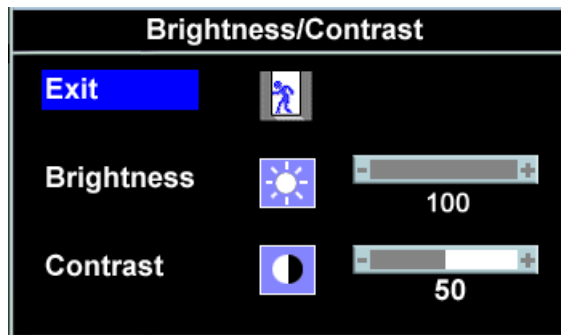 Brightness/Contrast
Exit
Brightness
- +
100
Contrast
- +
50